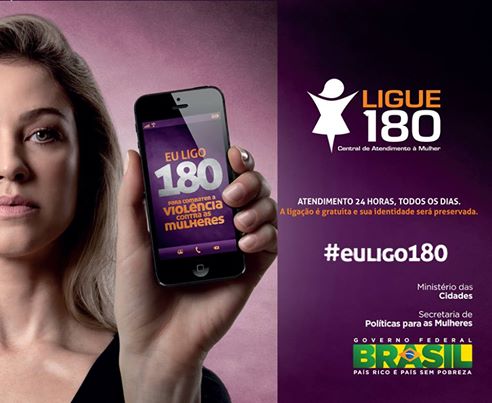 EU LIGO
180
PARA COMBATER A
VIOLÊNCIA
CONTRA AS
MULHERES
LIGUE
180
Central de Atendimento à Mulher
ATENDIMENTO 24 HORAS, TODOS OS DIAS.
A ligação é gratuita e sua identidade será preservada.
#EULIGO180
Ministério das
Cidades
Secretaria de
Políticas para as Mulheres
GOVERNO FEDERAL
BRASIL
PAÍS RICO É PAÍS SEM POBREZA